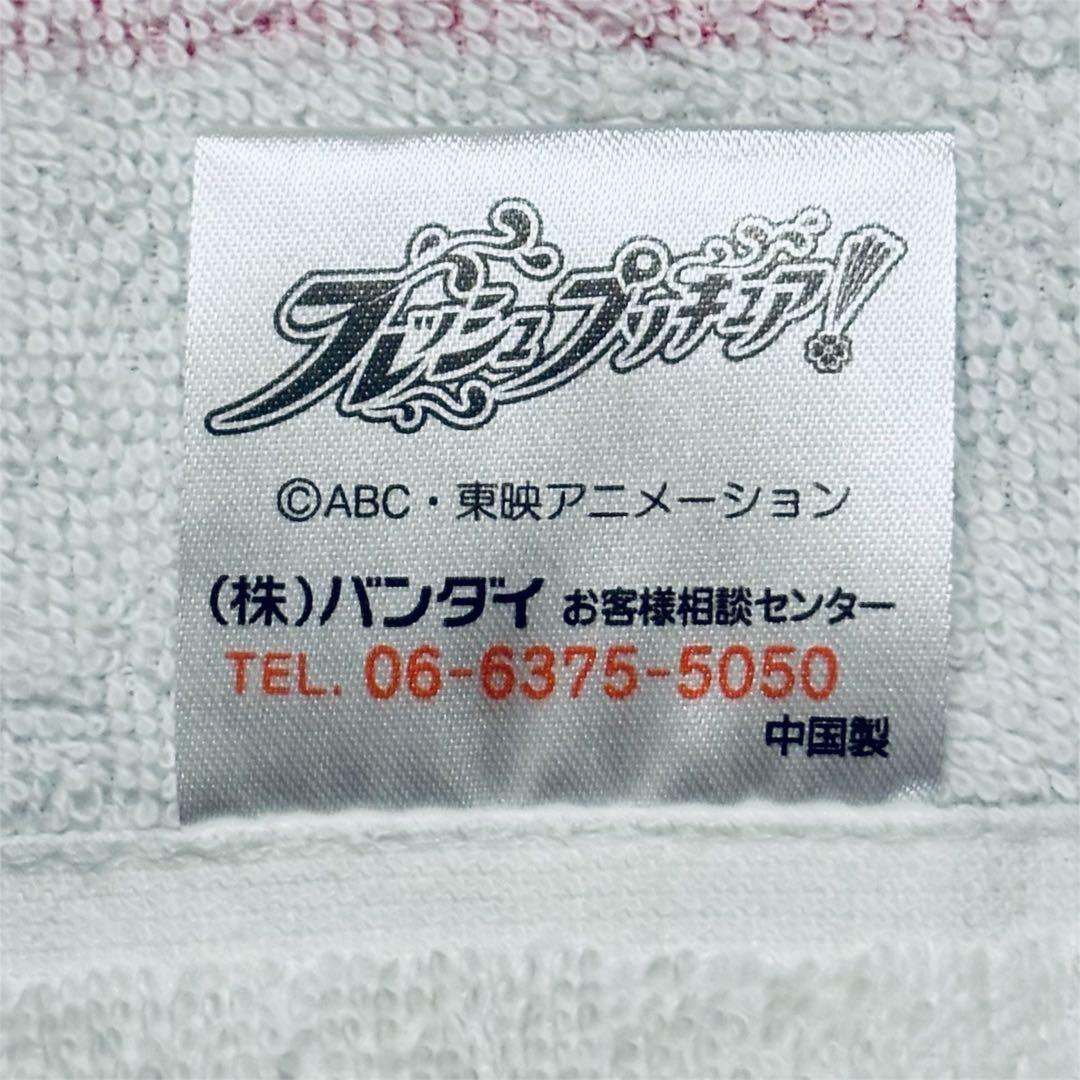 フレッシュプリキュア!
©ABC・東映アニメーション
(株)バンダイ お客様相談センター
TEL. 06-6375-5050
中国製